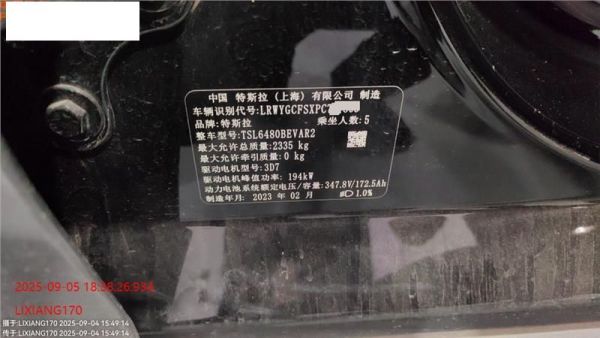 中国 特斯拉(上海)有限公司 制造
车辆识别代号:LRWYGCFSXPC
品牌:特斯拉 乘坐人数:5
整车型号:TSL6480BEVAR2
最大允许总质量:2335 kg
最大允许牵引质量:0 kg
驱动电机型号:3D7
驱动电机峰值功率:194kW
动力电池系统额定电压/容量:347.8V/172.5Ah
制造年月:2023 年 02 月 1.0%
2025-09-05 18:38:26.934
LIXIANG170
摄于:LIXIANG170 2025-09-04 15:49:14
传于:LIXIANG170 2025-09-04 15:49:14